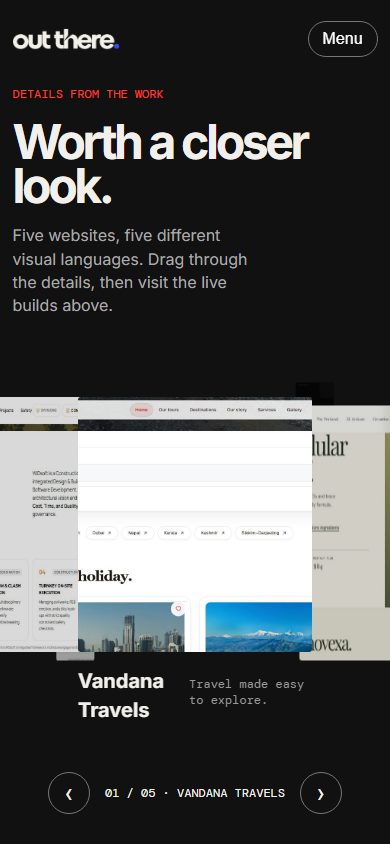 out there.
Menu
DETAILS FROM THE WORK
Worth a closer
look.
Five websites, five different
visual languages. Drag through
the details, then visit the live
builds above.
Projects Safety
Home Our tours Destinations Our story Services Gallery
Dubai Nepal Kerala Kashmir Sikkim-Darjeeling
holiday.
04
TURNKEY ON-SITE
EXECUTION
$84
novexa.
Vandana
Travels
Travel made easy
to explore.
❮ 01 / 05 · VANDANA TRAVELS ❯